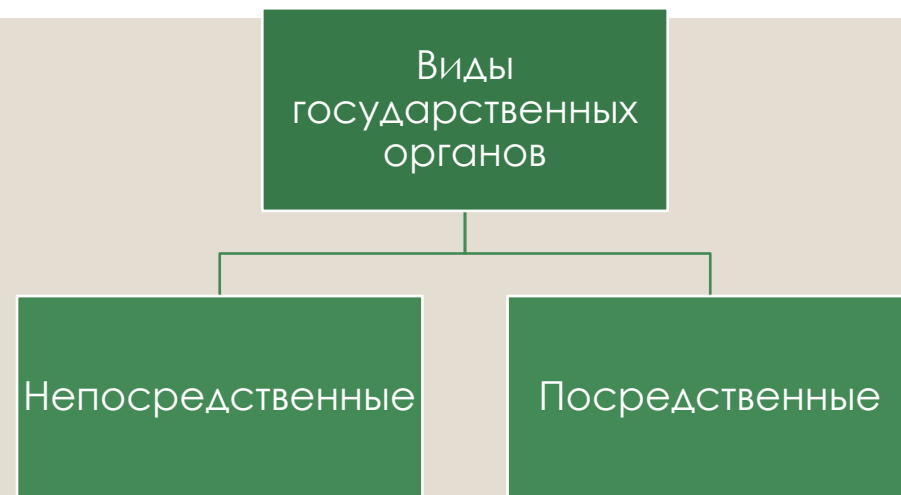 Виды
государственных
органов
Непосредственные
Посредственные